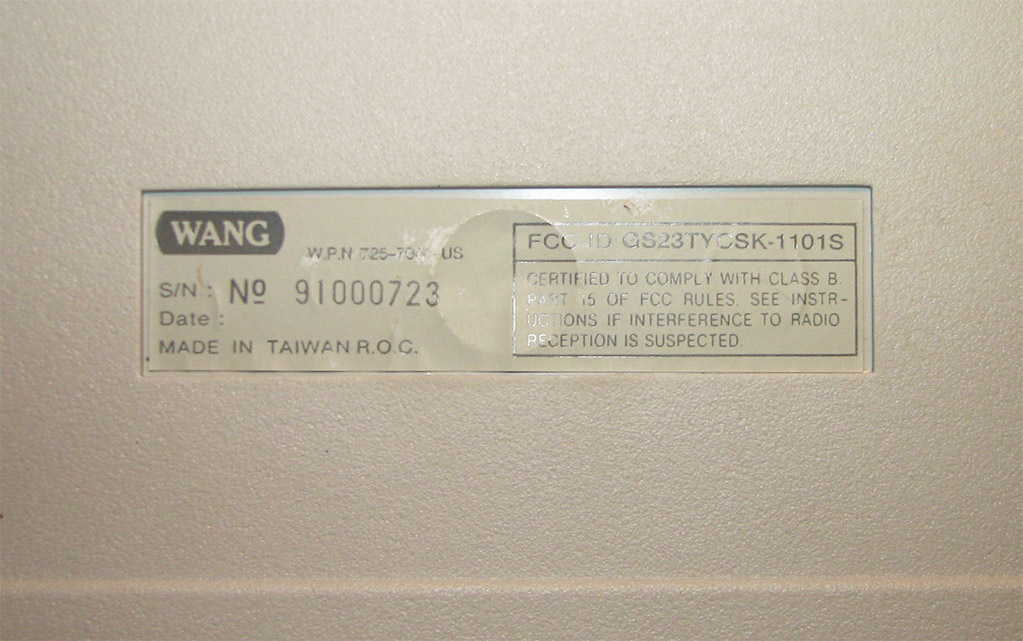 WANG
W.P.N US
S/N : Nº 91000723
Date :
MADE IN TAIWAN R.O.C.
FCC ID GS23TYCSK-1101S
CERTIFIED TO COMPLY WITH CLASS B
PART 15 OF FCC RULES. SEE INSTR-
UCTIONS IF INTERFERENCE TO RADIO
RECEPTION IS SUSPECTED.